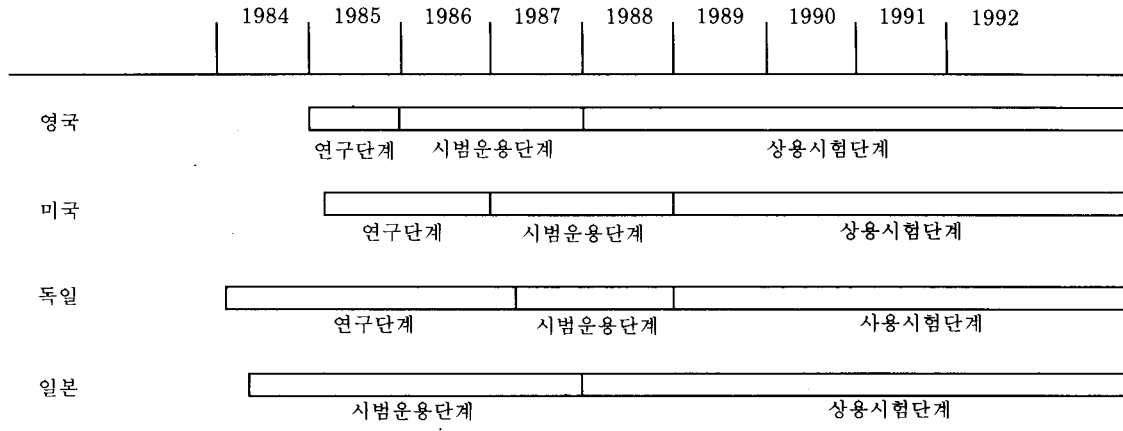 1984 1985 1986 1987 1988 1989 1990 1991 1992
영국
연구단계 시범운용단계 상용시험단계
미국
연구단계 시범운용단계 상용시험단계
독일
연구단계 시범운용단계 사용시험단계
일본
시범운용단계 상용시험단계